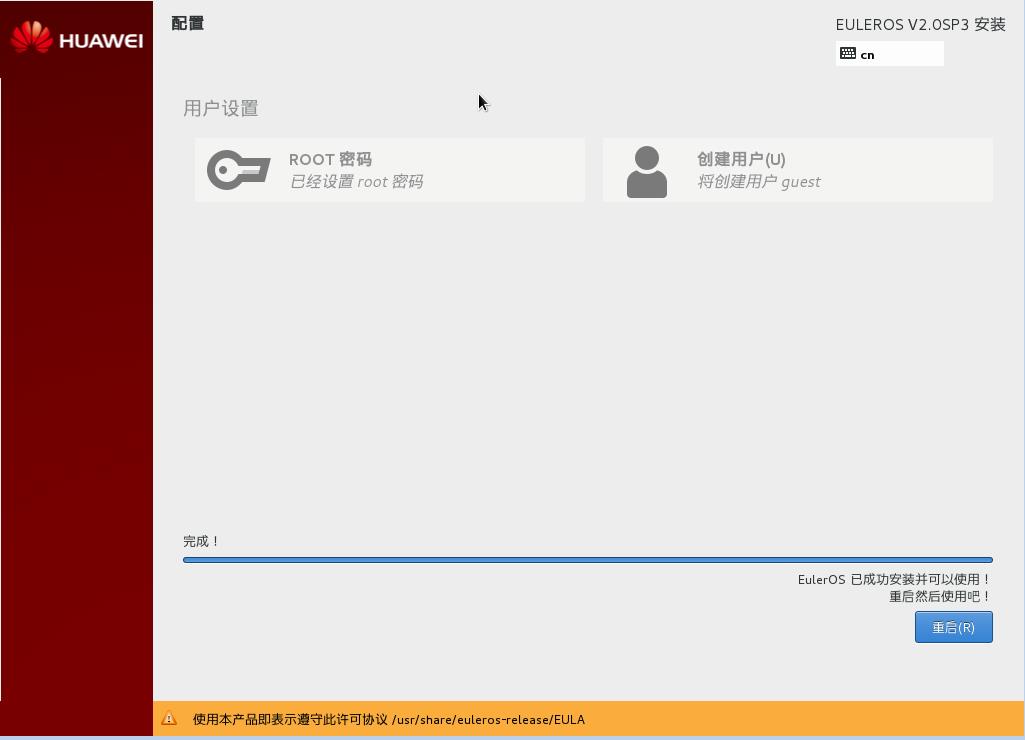 HUAWEI
配置
EULEROS V2.0SP3 安装
cn
用户设置
ROOT 密码
已经设置 root 密码
创建用户(U)
将创建用户 guest
完成！
EulerOS 已成功安装并可以使用！
重启然后使用吧！
重启(R)
使用本产品即表示遵守此许可协议 /usr/share/euleros-release/EULA